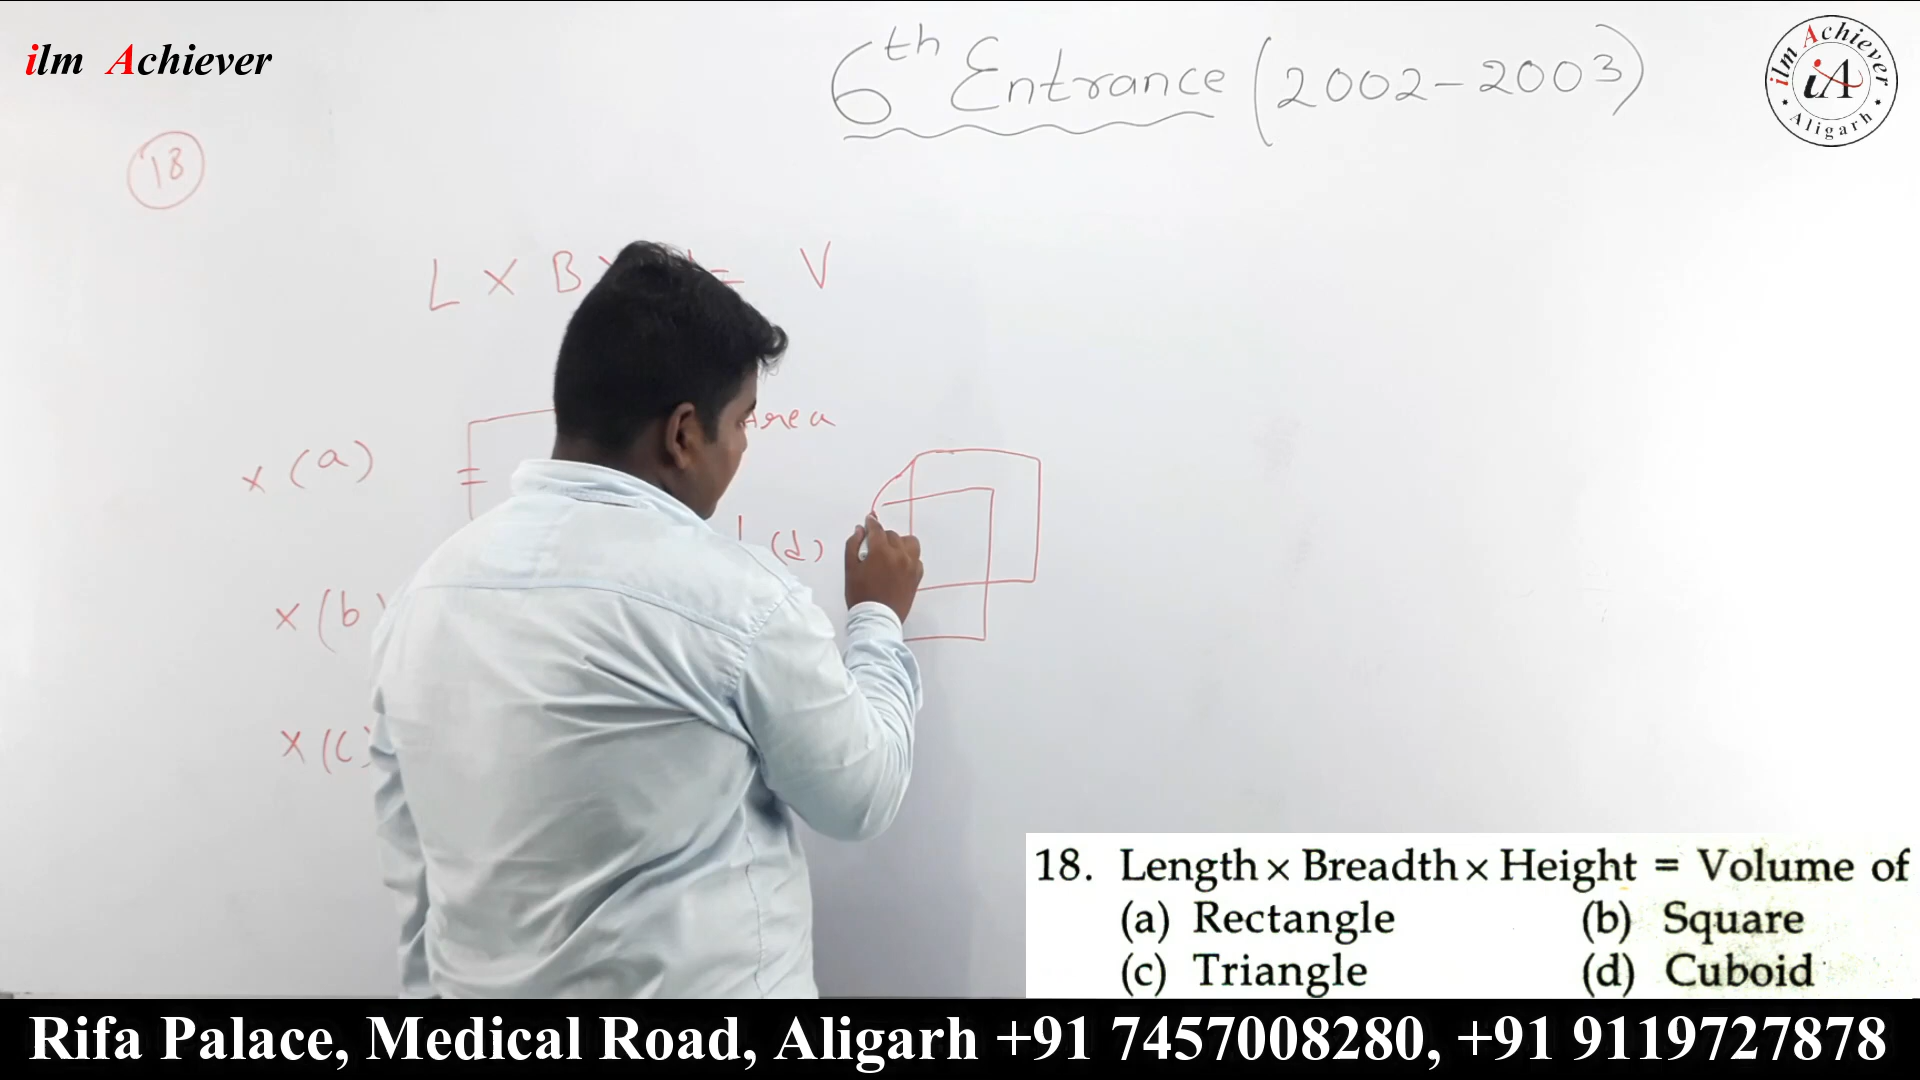 ilm Achiever
6th Entrance (2002-2003)
ilm Achiever
iA
Aligarh
18
L × B × = V
Area
× (a)
(d)
× (b)
× (c)
18. Length × Breadth × Height = Volume of
(a) Rectangle (b) Square
(c) Triangle (d) Cuboid
Rifa Palace, Medical Road, Aligarh +91 7457008280, +91 9119727878